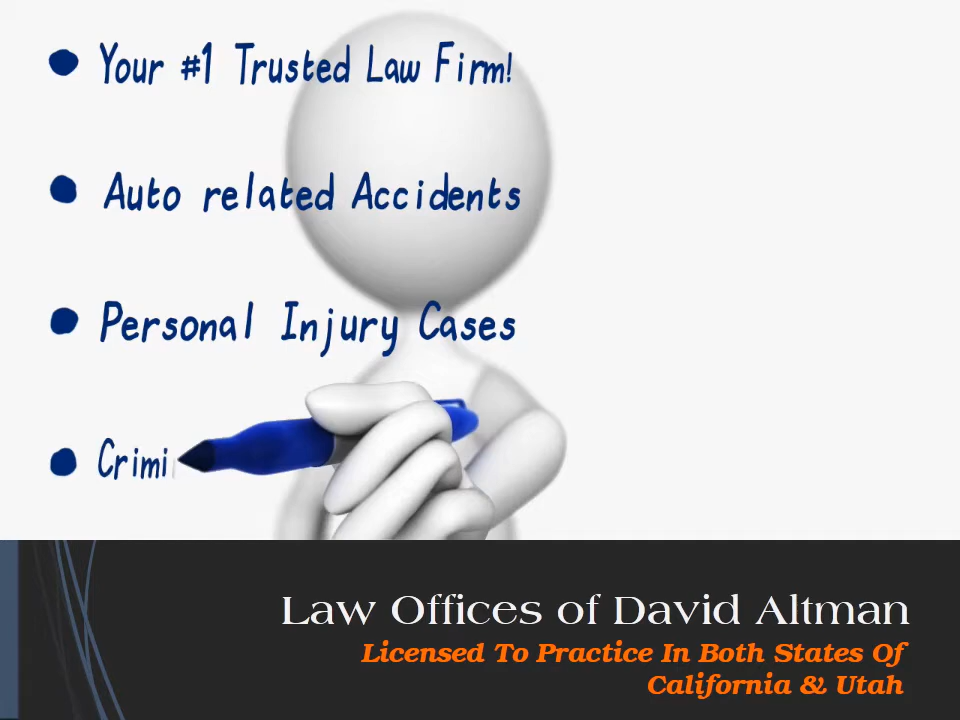 Your #1 Trusted Law Firm!
Auto related Accidents
Personal Injury Cases
Crimi
Law Offices of David Altman
Licensed To Practice In Both States Of
California & Utah